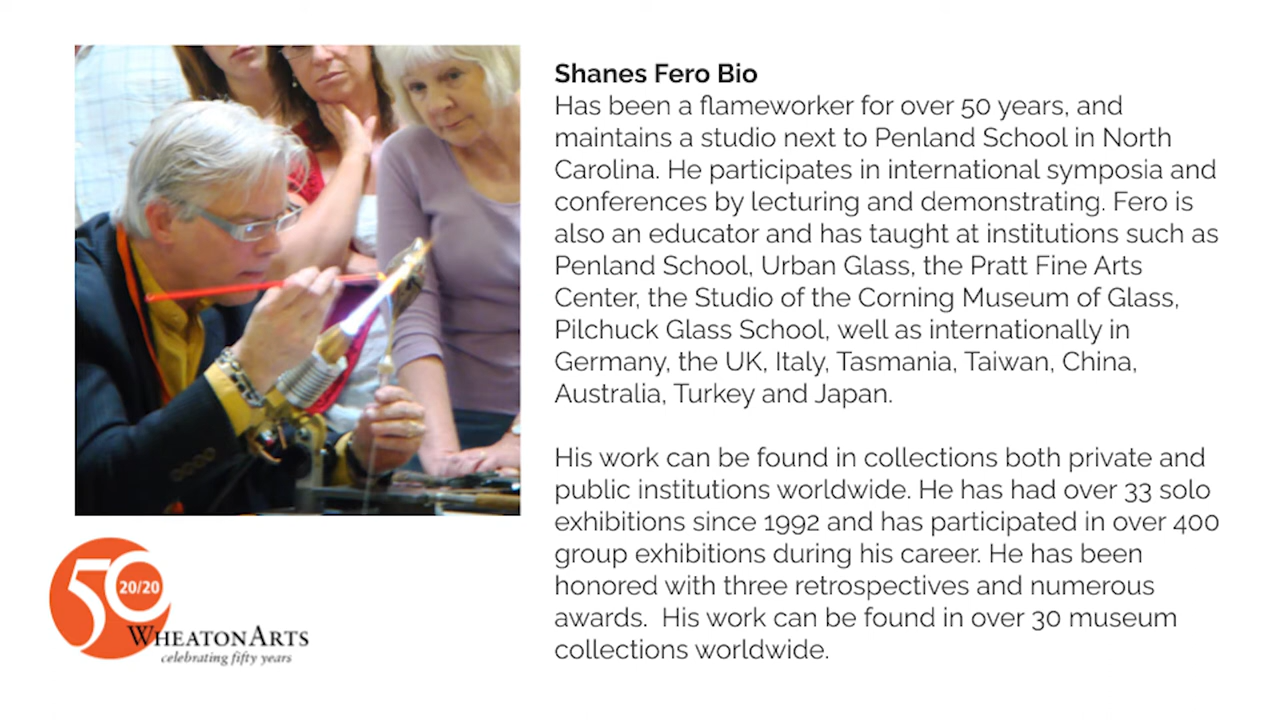 Shanes Fero Bio
Has been a flameworker for over 50 years, and
maintains a studio next to Penland School in North
Carolina. He participates in international symposia and
conferences by lecturing and demonstrating. Fero is
also an educator and has taught at institutions such as
Penland School, Urban Glass, the Pratt Fine Arts
Center, the Studio of the Corning Museum of Glass,
Pilchuck Glass School, well as internationally in
Germany, the UK, Italy, Tasmania, Taiwan, China,
Australia, Turkey and Japan.
His work can be found in collections both private and
public institutions worldwide. He has had over 33 solo
exhibitions since 1992 and has participated in over 400
group exhibitions during his career. He has been
honored with three retrospectives and numerous
awards.  His work can be found in over 30 museum
collections worldwide.
50
20/20
WHEATONARTS
celebrating fifty years